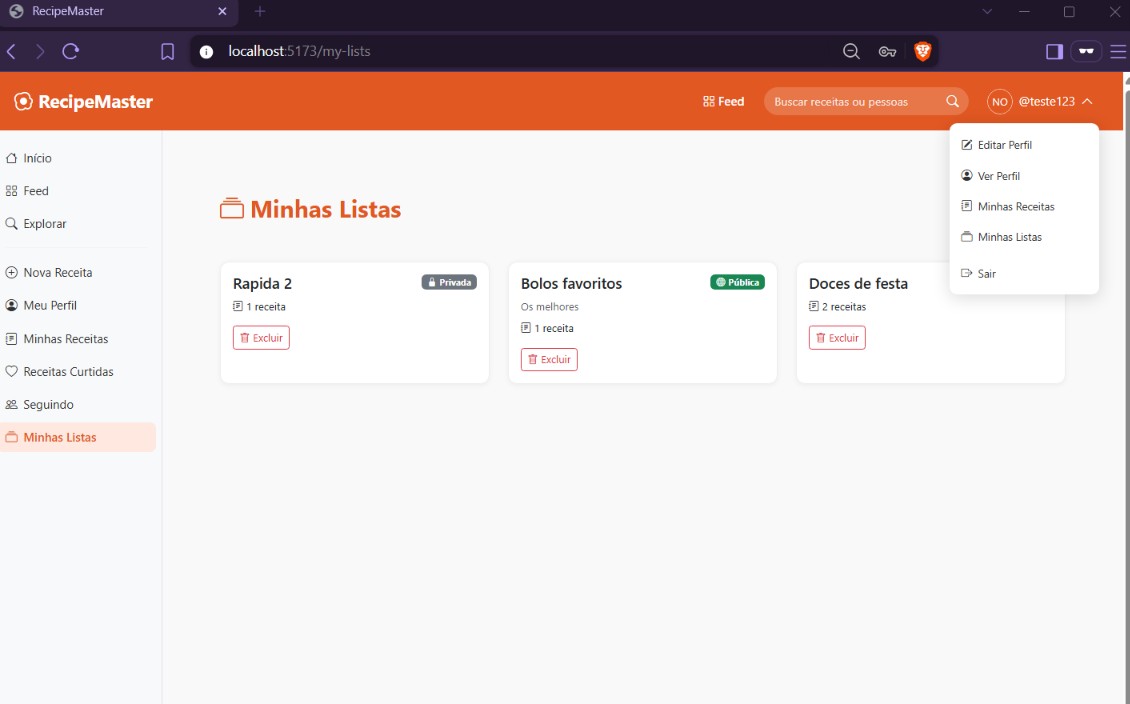 RecipeMaster
localhost:5173/my-lists
RecipeMaster
Feed
Buscar receitas ou pessoas
NO @teste123
Editar Perfil
Ver Perfil
Minhas Receitas
Minhas Listas
Sair
Início
Feed
Explorar
Nova Receita
Meu Perfil
Minhas Receitas
Receitas Curtidas
Seguindo
Minhas Listas
Minhas Listas
Rapida 2
Privada
1 receita
Excluir
Bolos favoritos
Pública
Os melhores
1 receita
Excluir
Doces de festa
2 receitas
Excluir